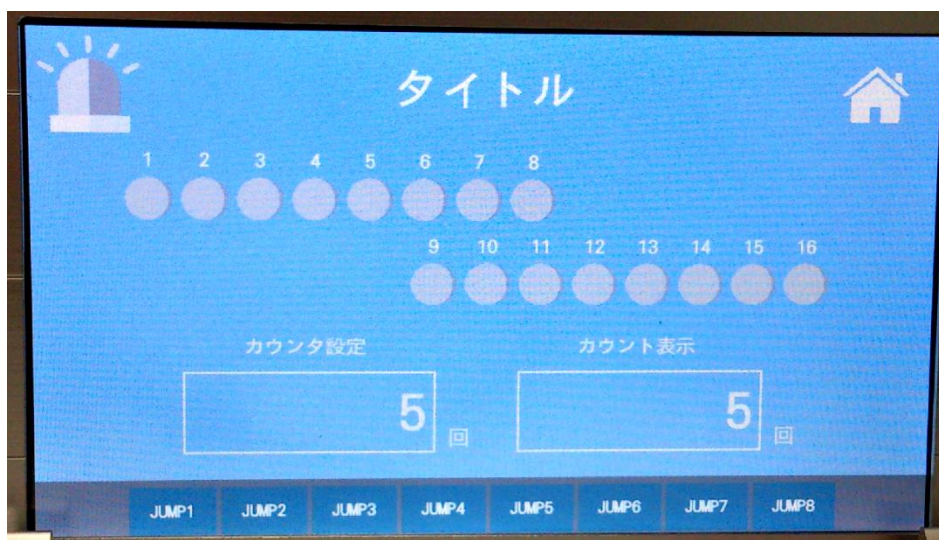 タイトル
1 2 3 4 5 6 7 8
9 10 11 12 13 14 15 16
カウンタ設定 カウント表示
5 回 5 回
JUMP1 JUMP2 JUMP3 JUMP4 JUMP5 JUMP6 JUMP7 JUMP8